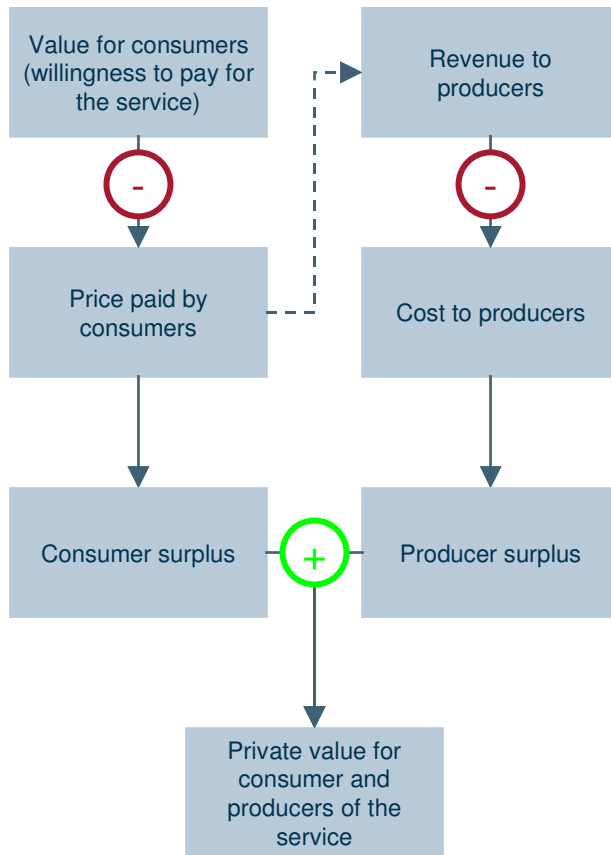 Value for consumers
(willingness to pay for
the service)
Revenue to
producers
-
-
Price paid by
consumers
Cost to producers
Consumer surplus
+
Producer surplus
Private value for
consumer and
producers of the
service